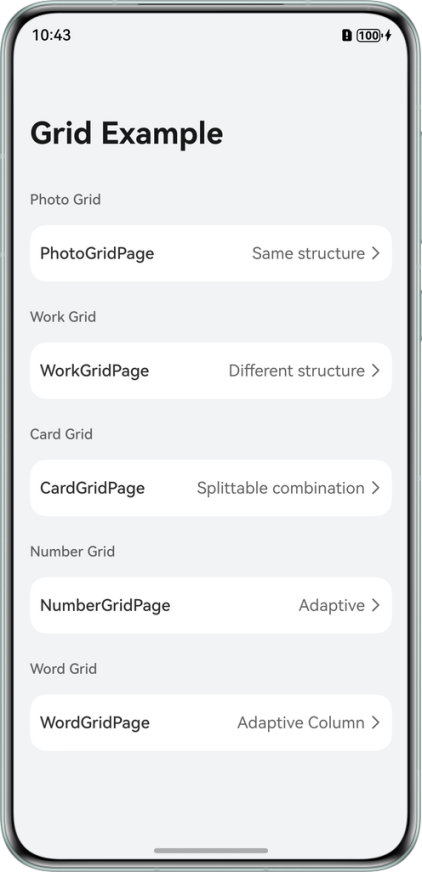 10:43
100
Grid Example
Photo Grid
PhotoGridPage Same structure
Work Grid
WorkGridPage Different structure
Card Grid
CardGridPage Splittable combination
Number Grid
NumberGridPage Adaptive
Word Grid
WordGridPage Adaptive Column